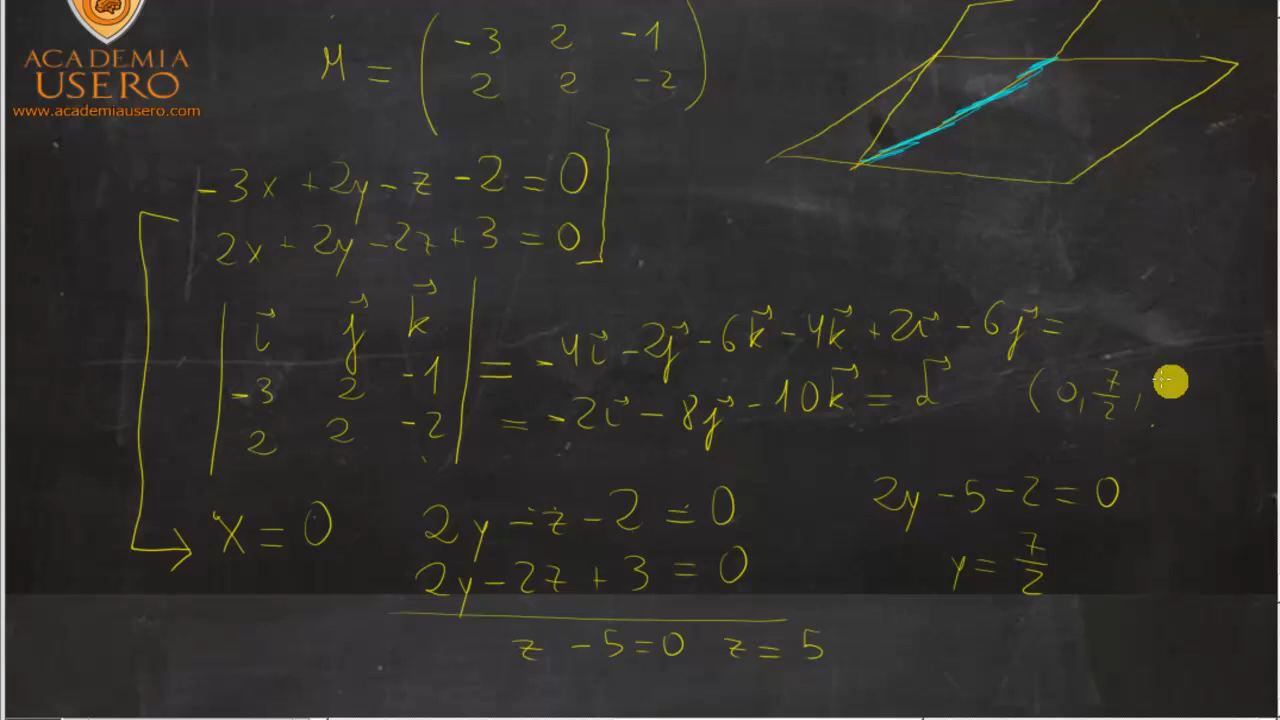 ACADEMIA
USERO
www.academiausero.com
M = ( -3 2 -1
2 2 -2 )
-3x + 2y - z - 2 = 0
2x + 2y - 2z + 3 = 0
| i⃗ j⃗ k⃗ |
| -3 2 -1 | = -4i⃗ - 2j⃗ - 6k⃗ - 4k⃗ + 2i⃗ - 6j⃗ =
| 2 2 -2 | = -2i⃗ - 8j⃗ - 10k⃗ = d⃗
(0, 7/2,
x = 0
2y - z - 2 = 0
2y - 2z + 3 = 0
z - 5 = 0 z = 5
2y - 5 - 2 = 0
y = 7/2